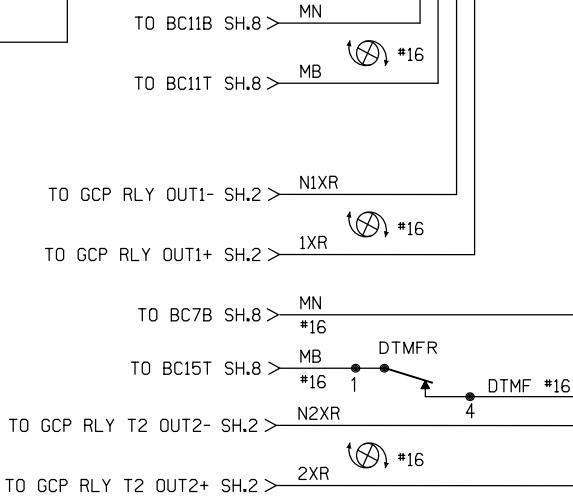 TO BC11B SH.8 MN
#16
TO BC11T SH.8 MB
TO GCP RLY OUT1- SH.2 N1XR
#16
TO GCP RLY OUT1+ SH.2 1XR
TO BC7B SH.8 MN
#16
DTMFR
TO BC15T SH.8 MB
#16 1 DTMF #16
4
TO GCP RLY T2 OUT2- SH.2 N2XR
#16
TO GCP RLY T2 OUT2+ SH.2 2XR